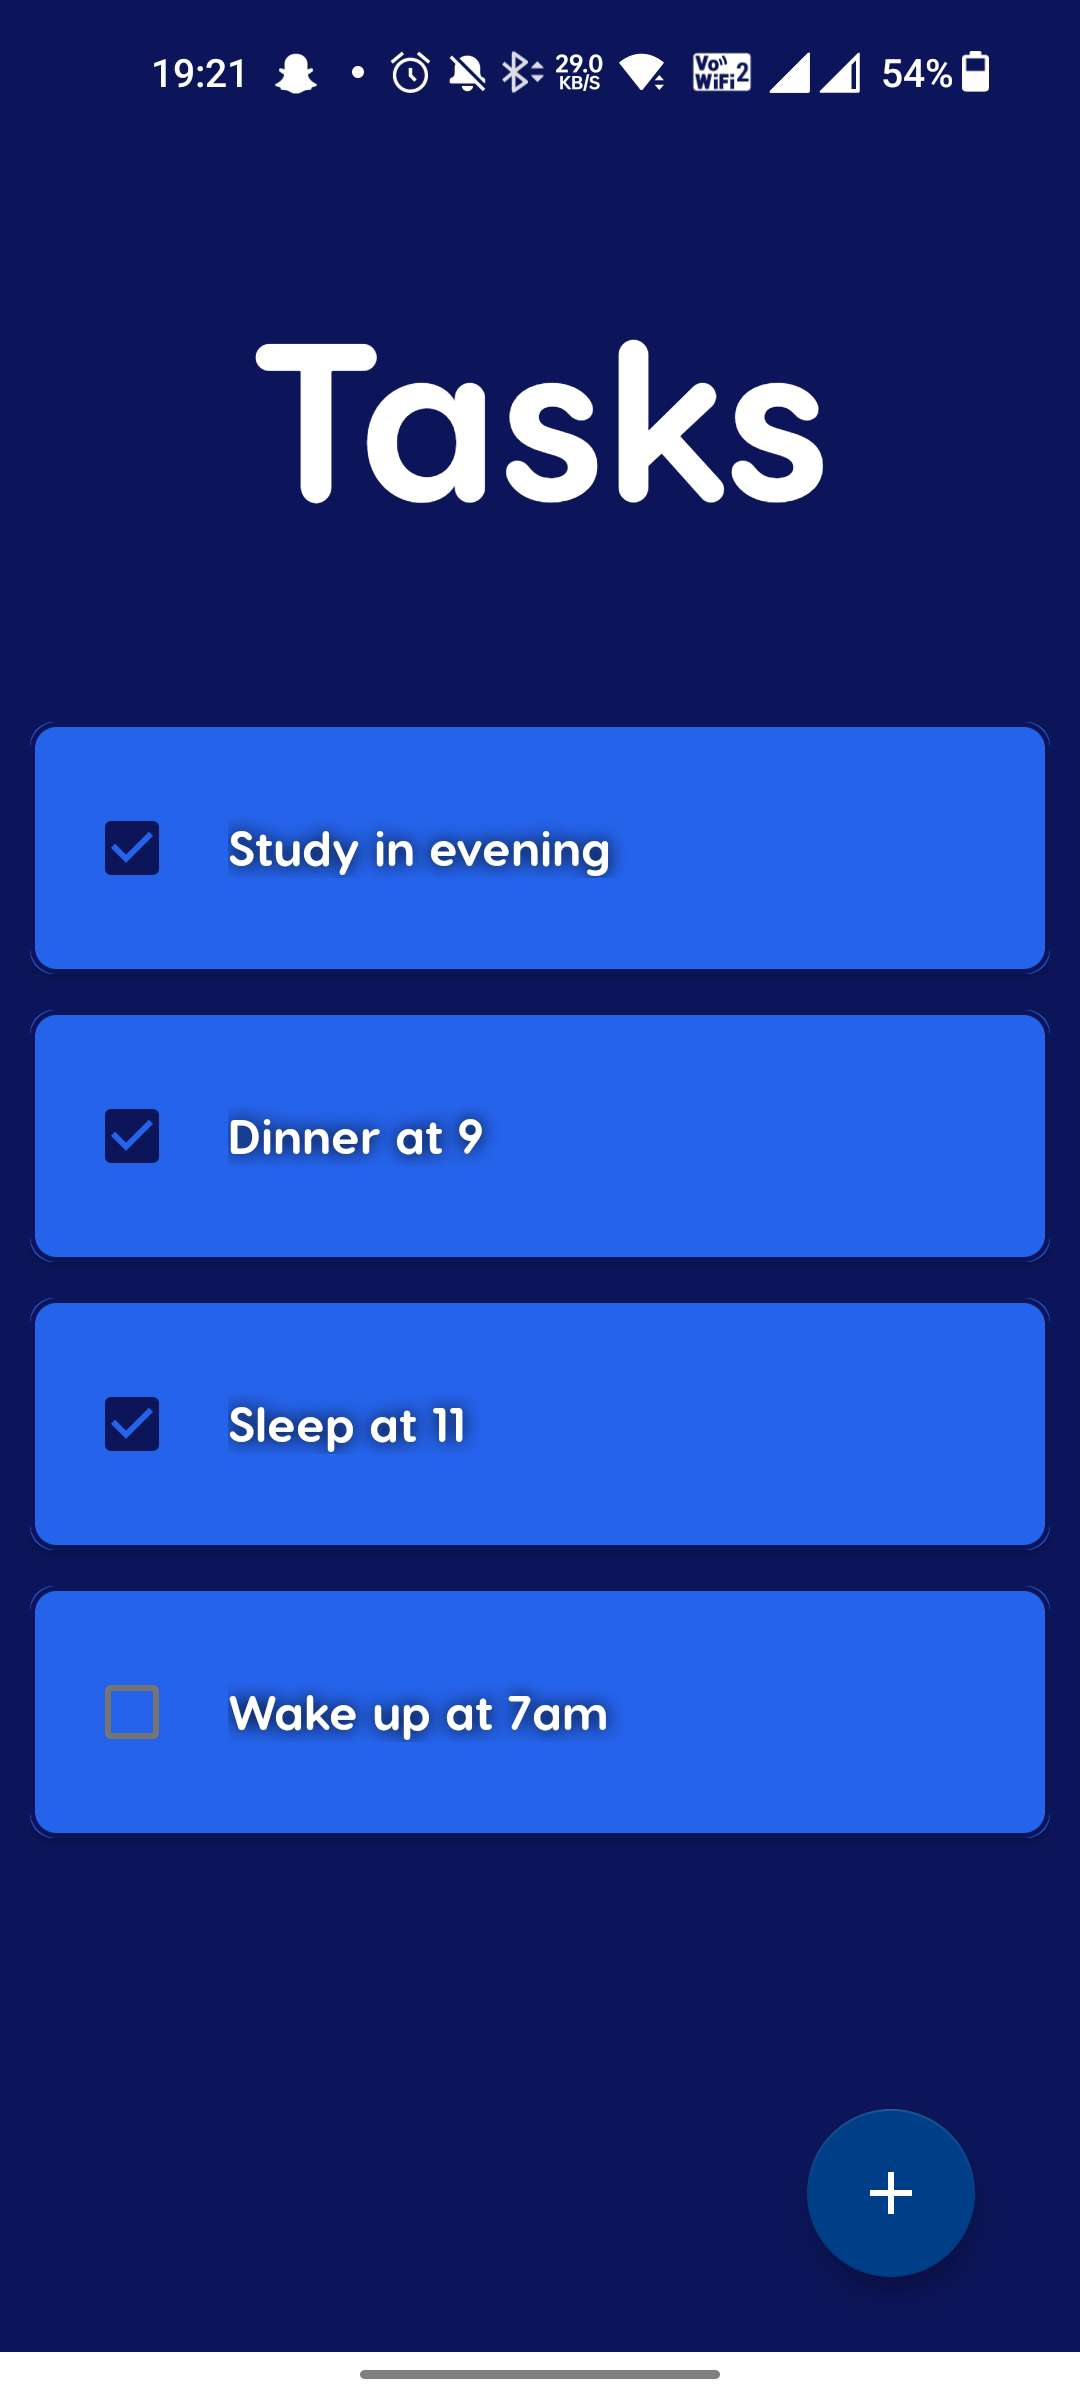 19:21 29.0 KB/S Vo WiFi 2 54%
Tasks
Study in evening
Dinner at 9
Sleep at 11
Wake up at 7am